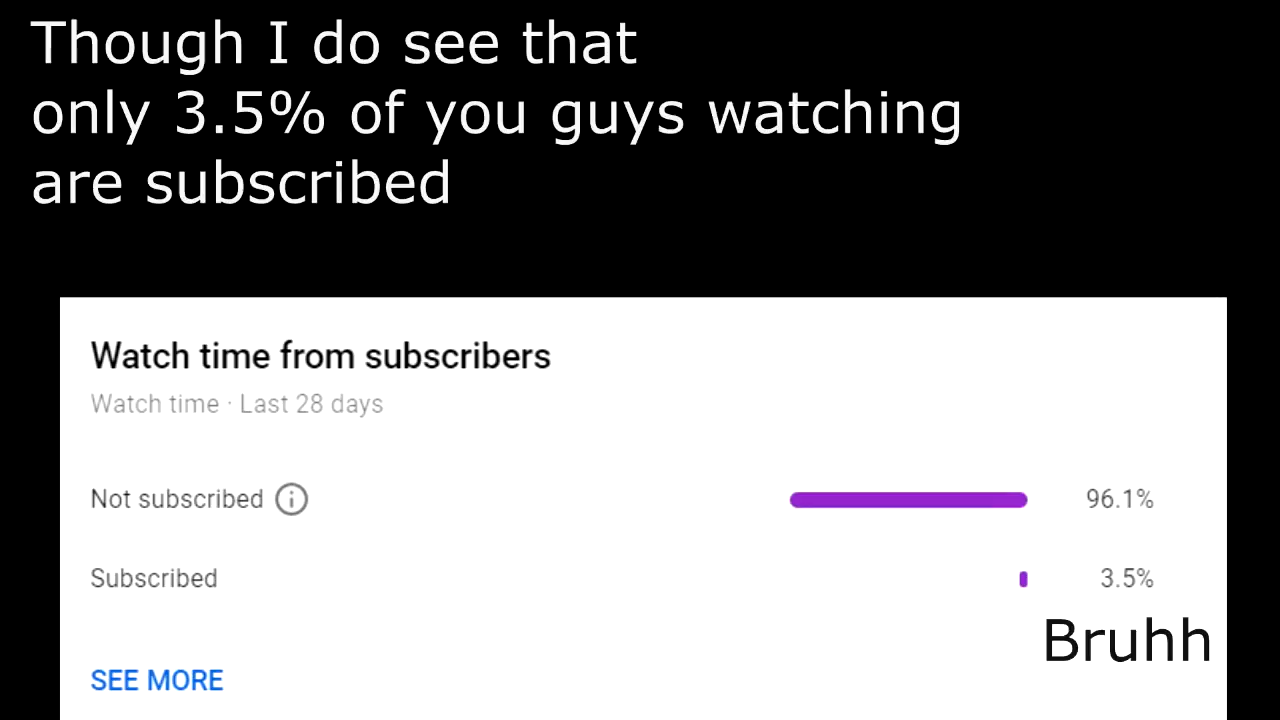 Though I do see that
only 3.5% of you guys watching
are subscribed
Watch time from subscribers
Watch time · Last 28 days
Not subscribed 96.1%
Subscribed 3.5%
Bruhh
SEE MORE